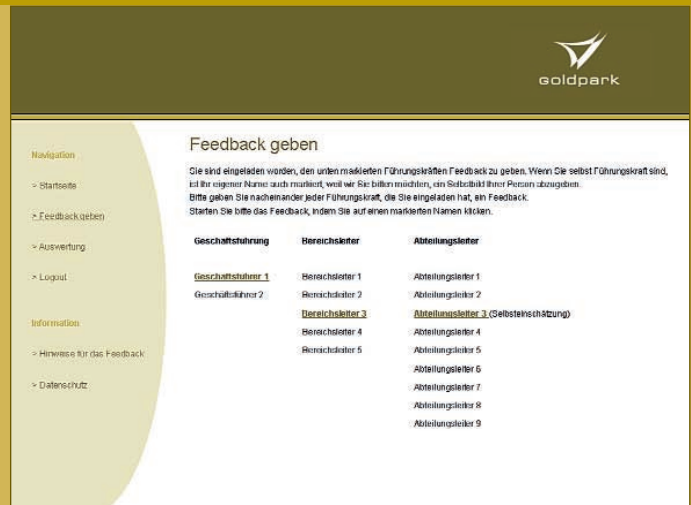 Goldpark
Navigation
> Startseite
> Feedback geben
> Auswertung
> Logout
Information
> Hinweise für das Feedback
> Datenschutz
Feedback geben
Sie sind eingeladen worden, den unten markierten Führungskräften Feedback zu geben. Wenn Sie selbst Führungskraft sind,
ist Ihr eigener Name auch markiert, weil wir Sie bitten möchten, ein Selbstbild Ihrer Person abzugeben.
Bitte geben Sie nacheinander jeder Führungskraft, die Sie eingeladen hat, ein Feedback.
Starten Sie bitte das Feedback, indem Sie auf einen markierten Namen klicken.
Geschäftsführung Bereichsleiter Abteilungsleiter
Geschäftsführer 1 Bereichsleiter 1 Abteilungsleiter 1
Geschäftsführer 2 Bereichsleiter 2 Abteilungsleiter 2
Bereichsleiter 3 Abteilungsleiter 3 (Selbsteinschätzung)
Bereichsleiter 4 Abteilungsleiter 4
Bereichsleiter 5 Abteilungsleiter 5
Abteilungsleiter 6
Abteilungsleiter 7
Abteilungsleiter 8
Abteilungsleiter 9